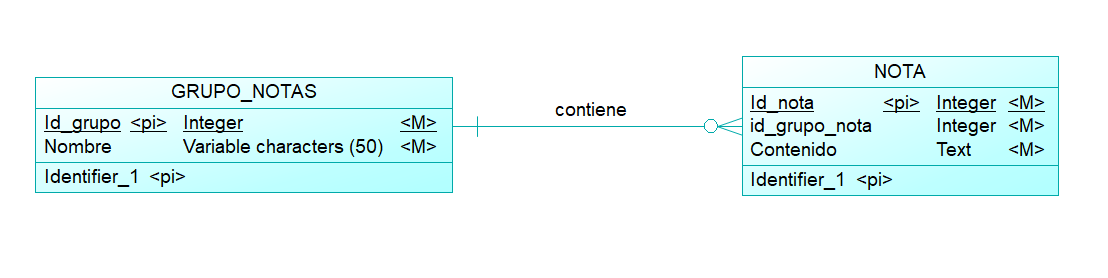 GRUPO_NOTAS
Id_grupo <pi> Integer <M>
Nombre Variable characters (50) <M>
Identifier_1 <pi>
contiene
NOTA
Id_nota <pi> Integer <M>
id_grupo_nota Integer <M>
Contenido Text <M>
Identifier_1 <pi>